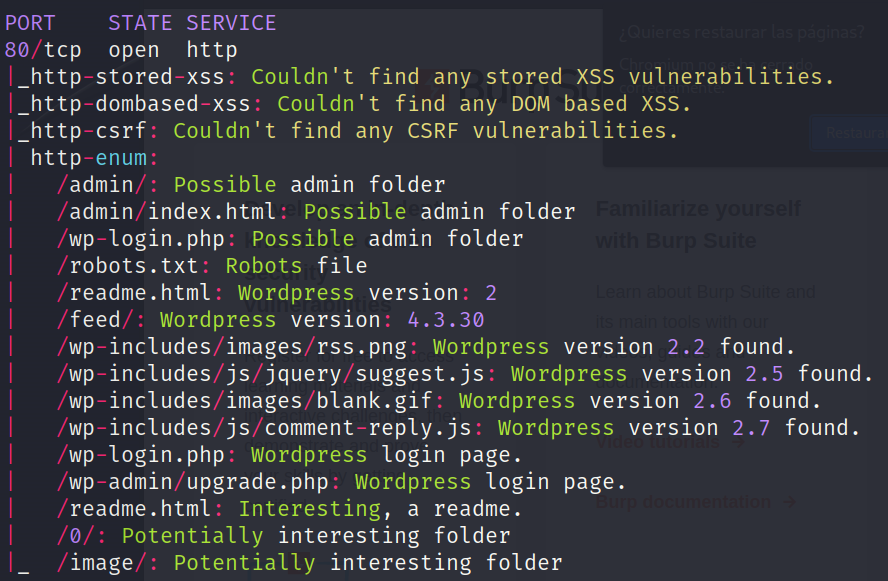 PORT    STATE SERVICE
80/tcp  open  http
|_http-stored-xss: Couldn't find any stored XSS vulnerabilities.
|_http-dombased-xss: Couldn't find any DOM based XSS.
|_http-csrf: Couldn't find any CSRF vulnerabilities.
| http-enum:
|   /admin/: Possible admin folder
|   /admin/index.html: Possible admin folder
|   /wp-login.php: Possible admin folder
|   /robots.txt: Robots file
|   /readme.html: Wordpress version: 2
|   /feed/: Wordpress version: 4.3.30
|   /wp-includes/images/rss.png: Wordpress version 2.2 found.
|   /wp-includes/js/jquery/suggest.js: Wordpress version 2.5 found.
|   /wp-includes/images/blank.gif: Wordpress version 2.6 found.
|   /wp-includes/js/comment-reply.js: Wordpress version 2.7 found.
|   /wp-login.php: Wordpress login page.
|   /wp-admin/upgrade.php: Wordpress login page.
|   /readme.html: Interesting, a readme.
|   /0/: Potentially interesting folder
|_  /image/: Potentially interesting folder
¿Quieres restaurar las páginas?
Chromium no se ha cerrado
correctamente.
Familiarize yourself
with Burp Suite
Learn about Burp Suite and
its main tools with our
Burp documentation →